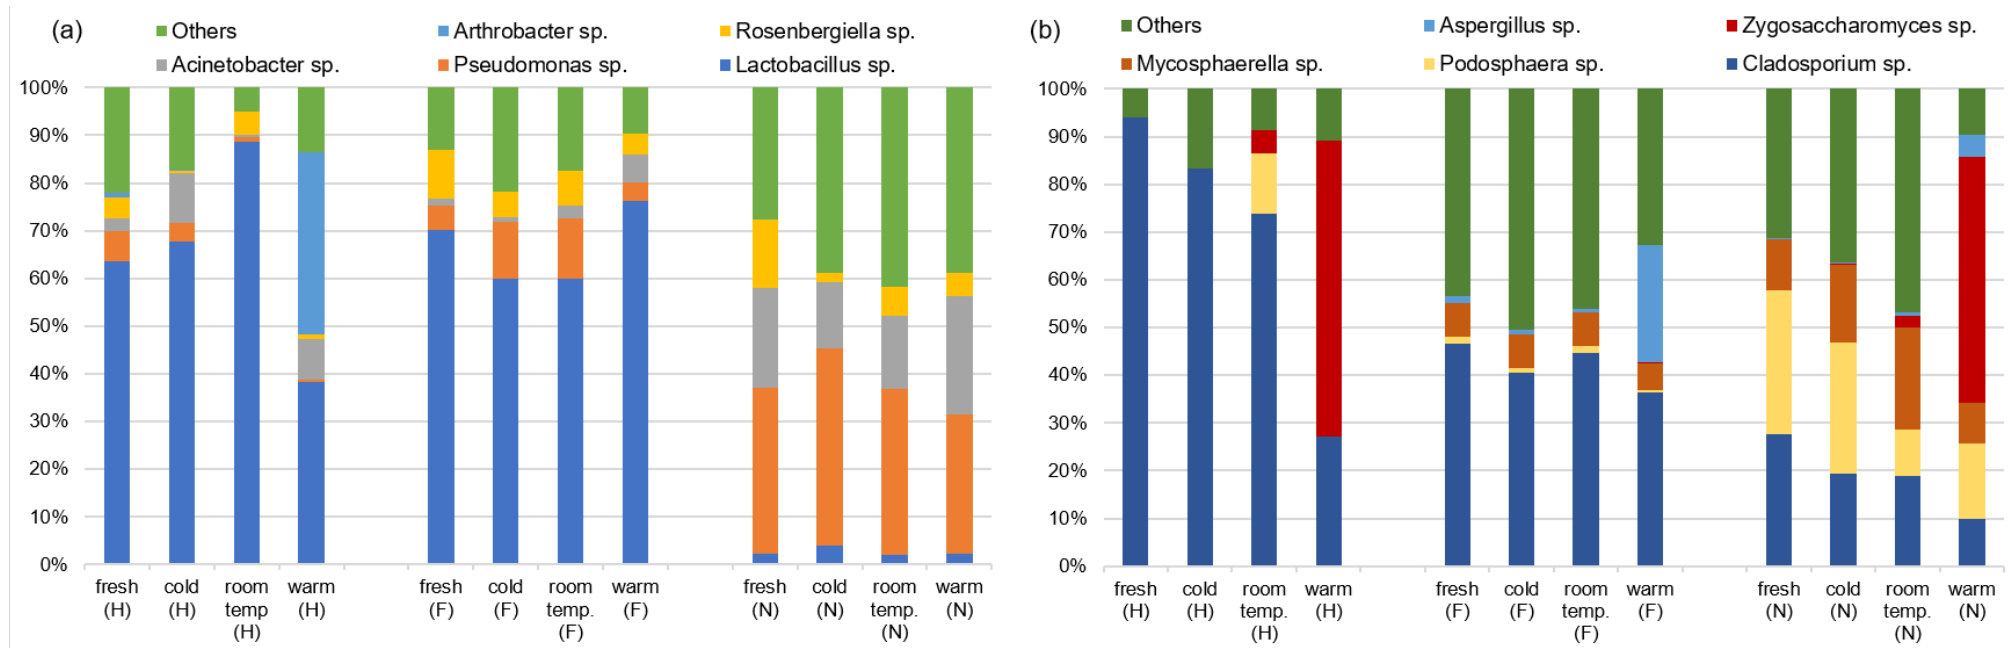 (a)
Others Arthrobacter sp. Rosenbergiella sp.
Acinetobacter sp. Pseudomonas sp. Lactobacillus sp.
100%
90%
80%
70%
60%
50%
40%
30%
20%
10%
0%
fresh cold room warm fresh cold room warm fresh cold room warm
(H) (H) temp (H) (F) (F) temp. (F) (N) (N) temp. (N)
(H) (F) (N)
(b)
Others Aspergillus sp. Zygosaccharomyces sp.
Mycosphaerella sp. Podosphaera sp. Cladosporium sp.
100%
90%
80%
70%
60%
50%
40%
30%
20%
10%
0%
fresh cold room warm fresh cold room warm fresh cold room warm
(H) (H) temp. (H) (F) (F) temp. (F) (N) (N) temp. (N)
(H) (F) (N)